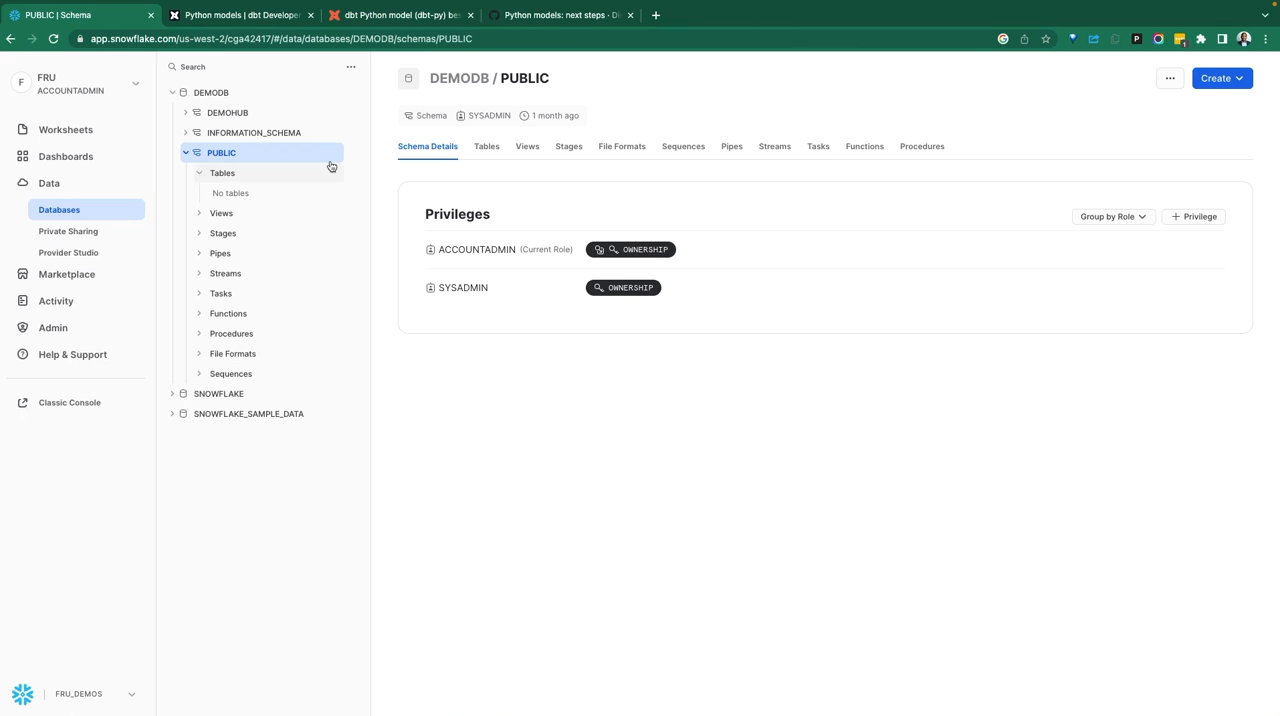 PUBLIC | Schema
Python models | dbt Developer
dbt Python model (dbt-py) bes
Python models: next steps · Di
app.snowflake.com/us-west-2/cga42417/#/data/databases/DEMODB/schemas/PUBLIC
F
FRU
ACCOUNTADMIN
Worksheets
Dashboards
Data
Databases
Private Sharing
Provider Studio
Marketplace
Activity
Admin
Help & Support
Classic Console
FRU_DEMOS
Search
DEMODB
DEMOHUB
INFORMATION_SCHEMA
PUBLIC
Tables
No tables
Views
Stages
Pipes
Streams
Tasks
Functions
Procedures
File Formats
Sequences
SNOWFLAKE
SNOWFLAKE_SAMPLE_DATA
DEMODB / PUBLIC
Create
Schema SYSADMIN 1 month ago
Schema Details Tables Views Stages File Formats Sequences Pipes Streams Tasks Functions Procedures
Privileges
Group by Role
+ Privilege
ACCOUNTADMIN (Current Role) OWNERSHIP
SYSADMIN OWNERSHIP